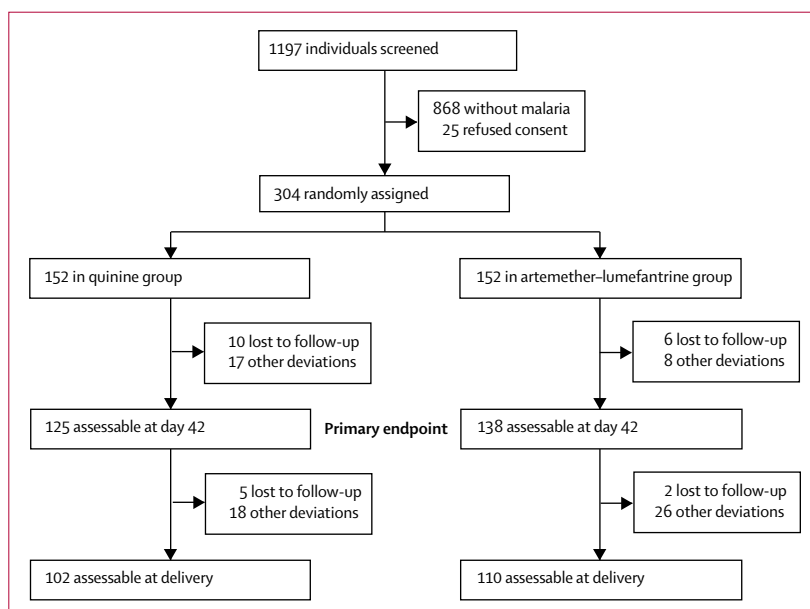 1197 individuals screened
868 without malaria
25 refused consent
304 randomly assigned
152 in quinine group
152 in artemether–lumefantrine group
10 lost to follow-up
17 other deviations
6 lost to follow-up
8 other deviations
125 assessable at day 42
Primary endpoint
138 assessable at day 42
5 lost to follow-up
18 other deviations
2 lost to follow-up
26 other deviations
102 assessable at delivery
110 assessable at delivery